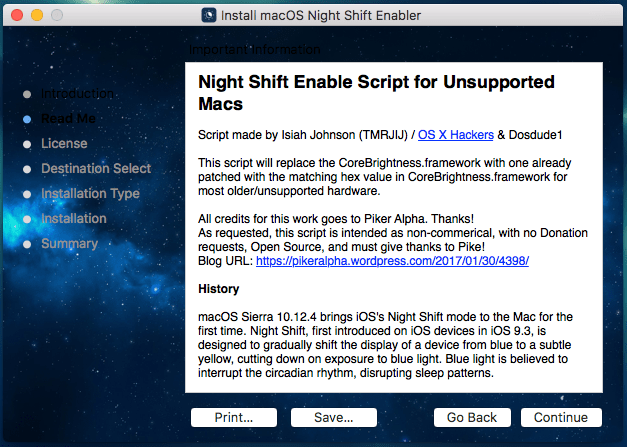 Install macOS Night Shift Enabler
Important Information
Introduction
Read Me
License
Destination Select
Installation Type
Installation
Summary
Night Shift Enable Script for Unsupported
Macs
Script made by Isiah Johnson (TMRJIJ) / OS X Hackers & Dosdude1
This script will replace the CoreBrightness.framework with one already
patched with the matching hex value in CoreBrightness.framework for
most older/unsupported hardware.
All credits for this work goes to Piker Alpha. Thanks!
As requested, this script is intended as non-commerical, with no Donation
requests, Open Source, and must give thanks to Pike!
Blog URL: https://pikeralpha.wordpress.com/2017/01/30/4398/
History
macOS Sierra 10.12.4 brings iOS's Night Shift mode to the Mac for the
first time. Night Shift, first introduced on iOS devices in iOS 9.3, is
designed to gradually shift the display of a device from blue to a subtle
yellow, cutting down on exposure to blue light. Blue light is believed to
interrupt the circadian rhythm, disrupting sleep patterns.
Print...
Save...
Go Back
Continue